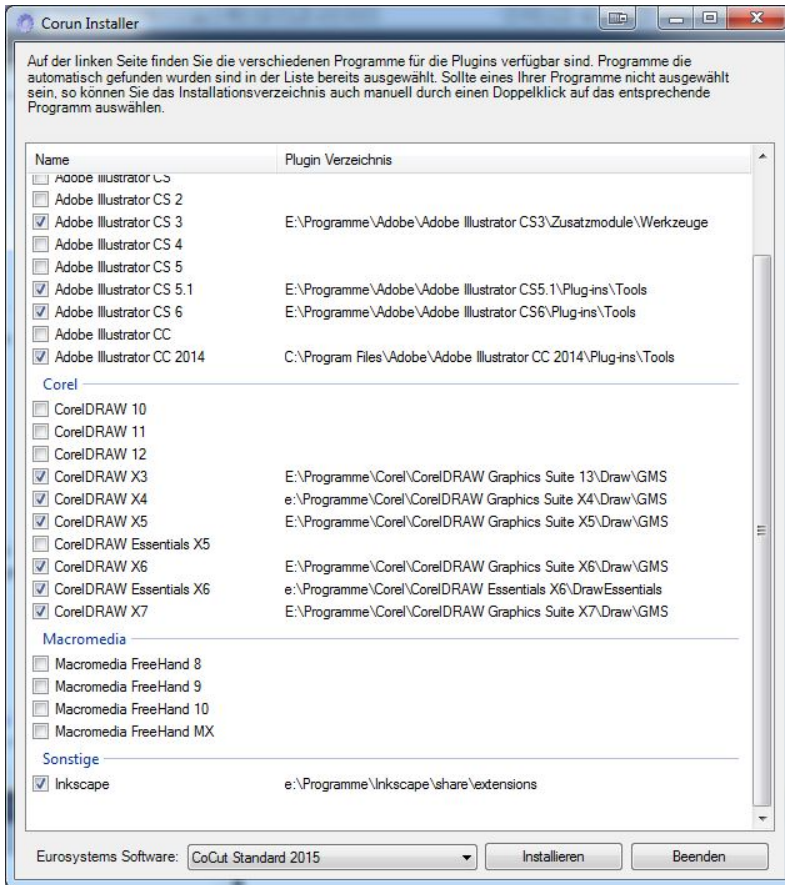 Corun Installer
Auf der linken Seite finden Sie die verschiedenen Programme für die Plugins verfügbar sind. Programme die
automatisch gefunden wurden sind in der Liste bereits ausgewählt. Sollte eines Ihrer Programme nicht ausgewählt
sein, so können Sie das Installationsverzeichnis auch manuell durch einen Doppelklick auf das entsprechende
Programm auswählen.
Name Plugin Verzeichnis
Adobe Illustrator CS
Adobe Illustrator CS 2
Adobe Illustrator CS 3 E:\Programme\Adobe\Adobe Illustrator CS3\Zusatzmodule\Werkzeuge
Adobe Illustrator CS 4
Adobe Illustrator CS 5
Adobe Illustrator CS 5.1 E:\Programme\Adobe\Adobe Illustrator CS5.1\Plug-ins\Tools
Adobe Illustrator CS 6 E:\Programme\Adobe\Adobe Illustrator CS6\Plug-ins\Tools
Adobe Illustrator CC
Adobe Illustrator CC 2014 C:\Program Files\Adobe\Adobe Illustrator CC 2014\Plug-ins\Tools
Corel
CorelDRAW 10
CorelDRAW 11
CorelDRAW 12
CorelDRAW X3 E:\Programme\Corel\CorelDRAW Graphics Suite 13\Draw\GMS
CorelDRAW X4 e:\Programme\Corel\CorelDRAW Graphics Suite X4\Draw\GMS
CorelDRAW X5 E:\Programme\Corel\CorelDRAW Graphics Suite X5\Draw\GMS
CorelDRAW Essentials X5
CorelDRAW X6 E:\Programme\Corel\CorelDRAW Graphics Suite X6\Draw\GMS
CorelDRAW Essentials X6 e:\Programme\Corel\CorelDRAW Essentials X6\DrawEssentials
CorelDRAW X7 E:\Programme\Corel\CorelDRAW Graphics Suite X7\Draw\GMS
Macromedia
Macromedia FreeHand 8
Macromedia FreeHand 9
Macromedia FreeHand 10
Macromedia FreeHand MX
Sonstige
Inkscape e:\Programme\Inkscape\share\extensions
Eurosystems Software: CoCut Standard 2015 Installieren Beenden